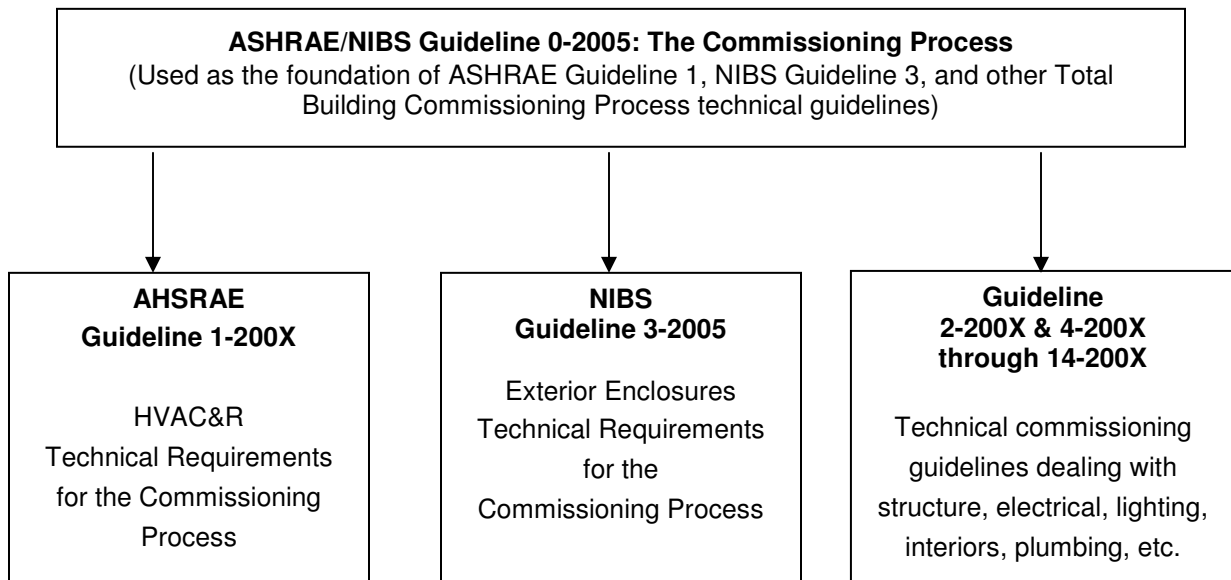 ASHRAE/NIBS Guideline 0-2005: The Commissioning Process
(Used as the foundation of ASHRAE Guideline 1, NIBS Guideline 3, and other Total
Building Commissioning Process technical guidelines)
AHSRAE
Guideline 1-200X
HVAC&R
Technical Requirements
for the Commissioning
Process
NIBS
Guideline 3-2005
Exterior Enclosures
Technical Requirements
for the
Commissioning Process
Guideline
2-200X & 4-200X
through 14-200X
Technical commissioning
guidelines dealing with
structure, electrical, lighting,
interiors, plumbing, etc.